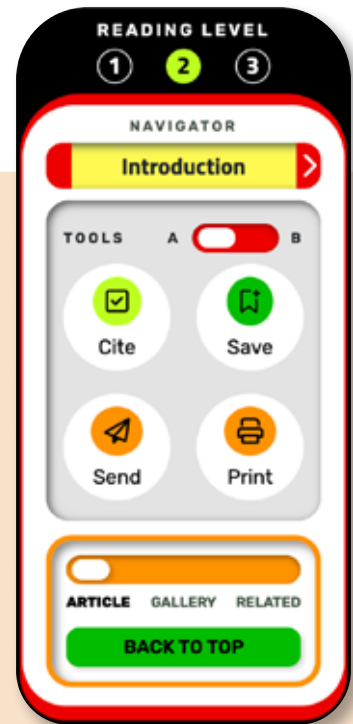 READING LEVEL
1 2 3
NAVIGATOR
Introduction
TOOLS A B
Cite Save
Send Print
ARTICLE GALLERY RELATED
BACK TO TOP